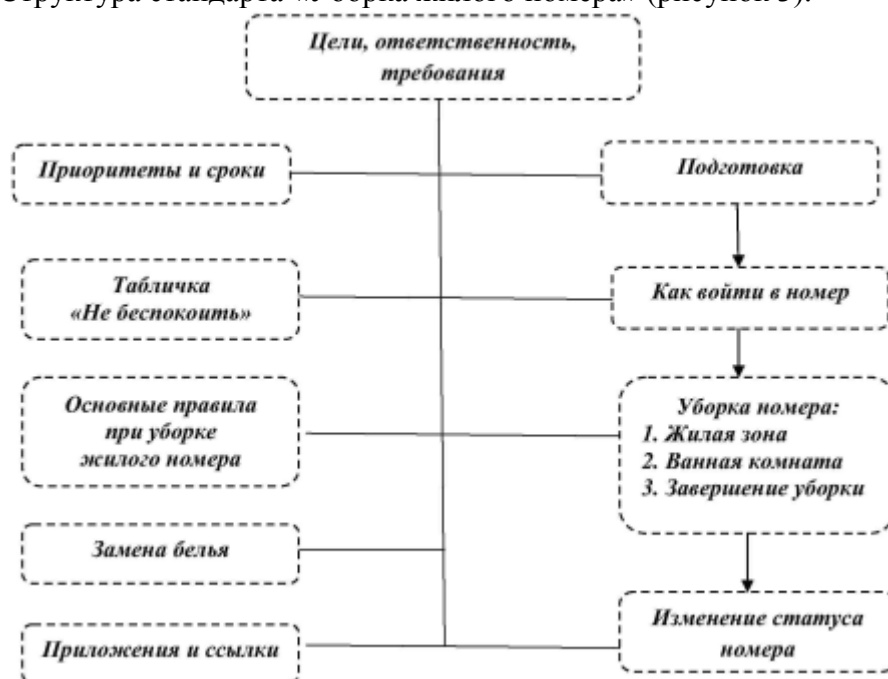 Структура стандарта «Уборка жилого номера» (рисунок 3):
Цели, ответственность,
требования
Приоритеты и сроки
Подготовка
Табличка
«Не беспокоить»
Как войти в номер
Основные правила
при уборке
жилого номера
Уборка номера:
1. Жилая зона
2. Ванная комната
3. Завершение уборки
Замена белья
Изменение статуса
номера
Приложения и ссылки